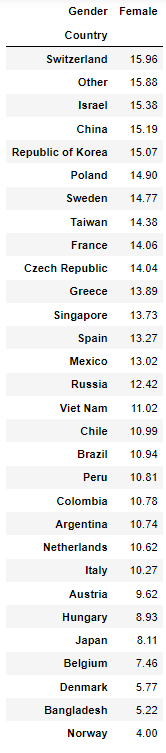 Gender Female
Country
Switzerland 15.96
Other 15.88
Israel 15.38
China 15.19
Republic of Korea 15.07
Poland 14.90
Sweden 14.77
Taiwan 14.38
France 14.06
Czech Republic 14.04
Greece 13.89
Singapore 13.73
Spain 13.27
Mexico 13.02
Russia 12.42
Viet Nam 11.02
Chile 10.99
Brazil 10.94
Peru 10.81
Colombia 10.78
Argentina 10.74
Netherlands 10.62
Italy 10.27
Austria 9.62
Hungary 8.93
Japan 8.11
Belgium 7.46
Denmark 5.77
Bangladesh 5.22
Norway 4.00